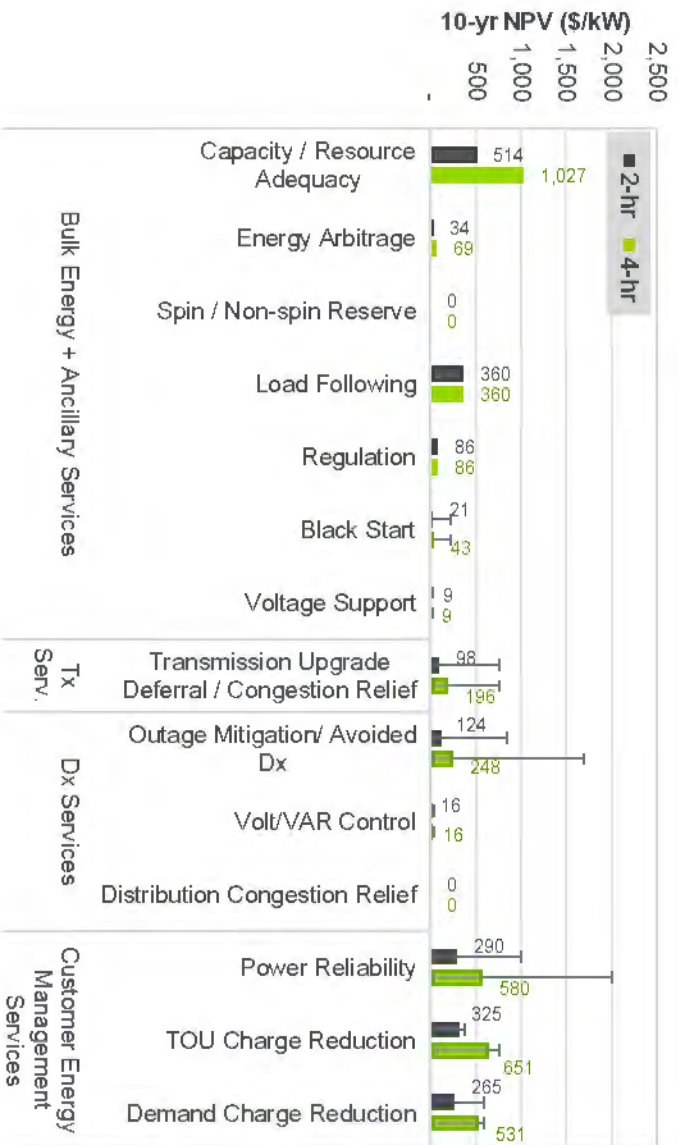 10-yr NPV ($/kW)
2,500
2,000
1,500
1,000
500
-
2-hr 4-hr
Capacity / Resource
Adequacy
514
1,027
Energy Arbitrage
34
69
Spin / Non-spin Reserve
0
0
Load Following
360
360
Regulation
86
86
Black Start
21
43
Voltage Support
9
9
Bulk Energy + Ancillary Services
Transmission Upgrade
Deferral / Congestion Relief
98
196
Tx
Serv.
Outage Mitigation/ Avoided
Dx
124
248
Volt/VAR Control
16
16
Distribution Congestion Relief
0
0
Dx Services
Power Reliability
290
580
TOU Charge Reduction
325
651
Demand Charge Reduction
265
531
Customer Energy
Management
Services